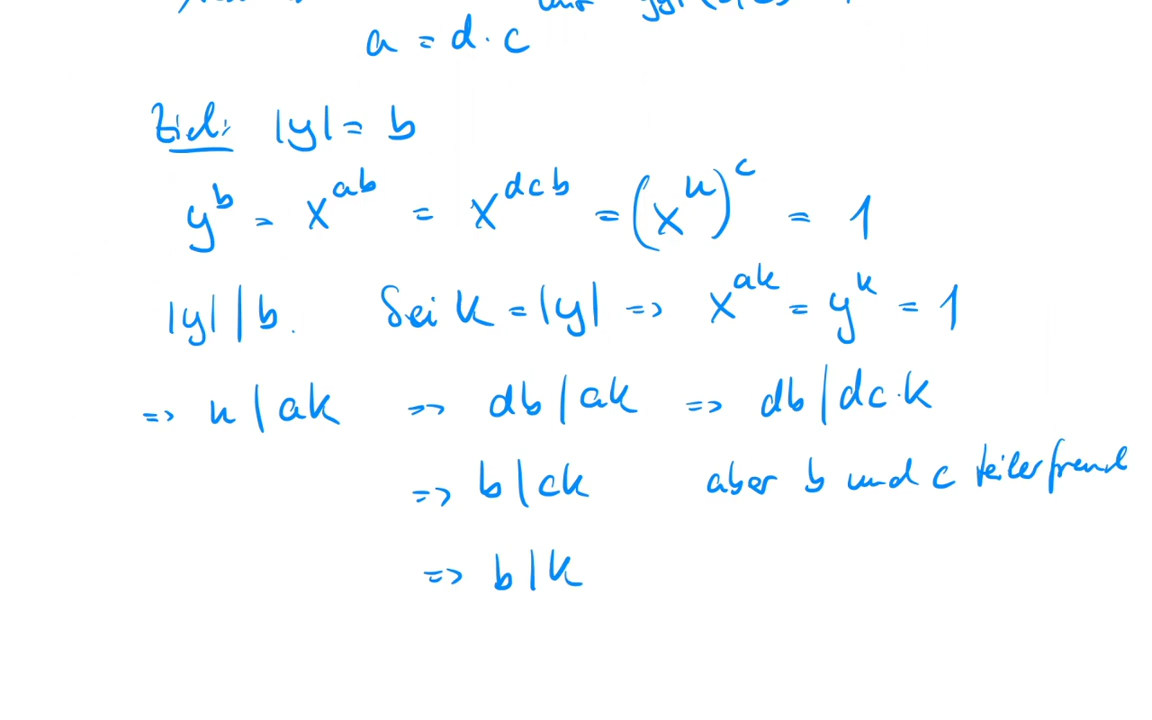 a = d · c
Ziel: |y| = b
y^b = x^{ab} = x^{dcb} = (x^n)^c = 1
|y| | b. Sei k = |y| => x^{ak} = y^k = 1
=> n | ak => db | ak => db | dc · k
=> b | ck aber b und c teilerfremd
=> b | k